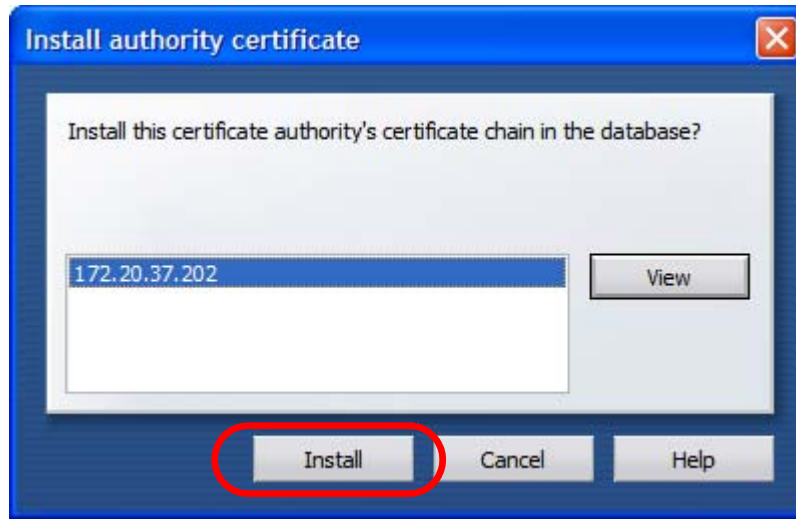 Install authority certificate
Install this certificate authority's certificate chain in the database?
172.20.37.202
View
Install Cancel Help